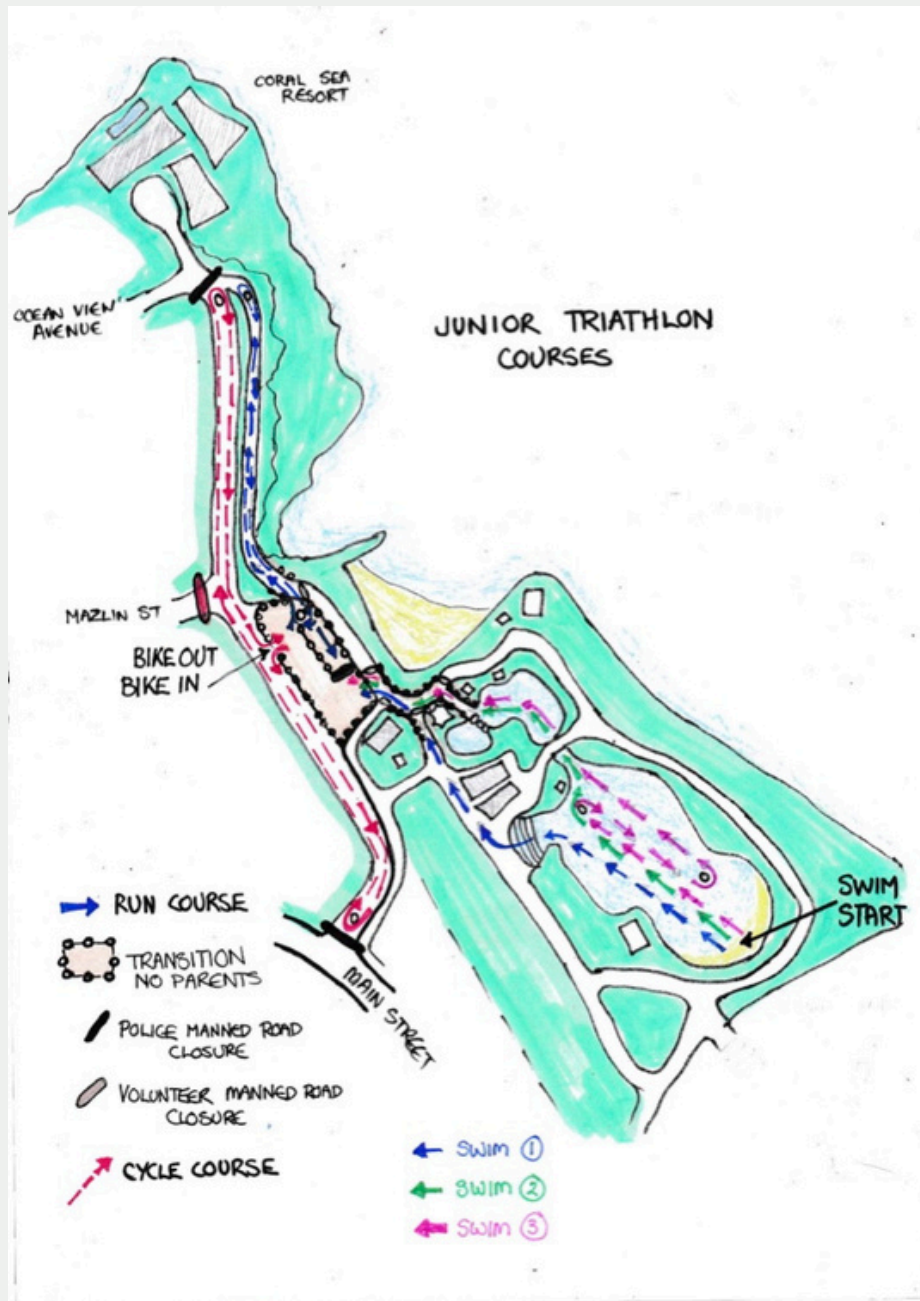 CORAL SEA
RESORT
OCEAN VIEW
AVENUE
JUNIOR TRIATHLON
COURSES
MAZLIN ST
BIKE OUT
BIKE IN
SWIM
START
MAIN STREET
RUN COURSE
TRANSITION
NO PARENTS
POLICE MANNED ROAD
CLOSURE
VOLUNTEER MANNED ROAD
CLOSURE
CYCLE COURSE
SWIM ①
SWIM ②
SWIM ③